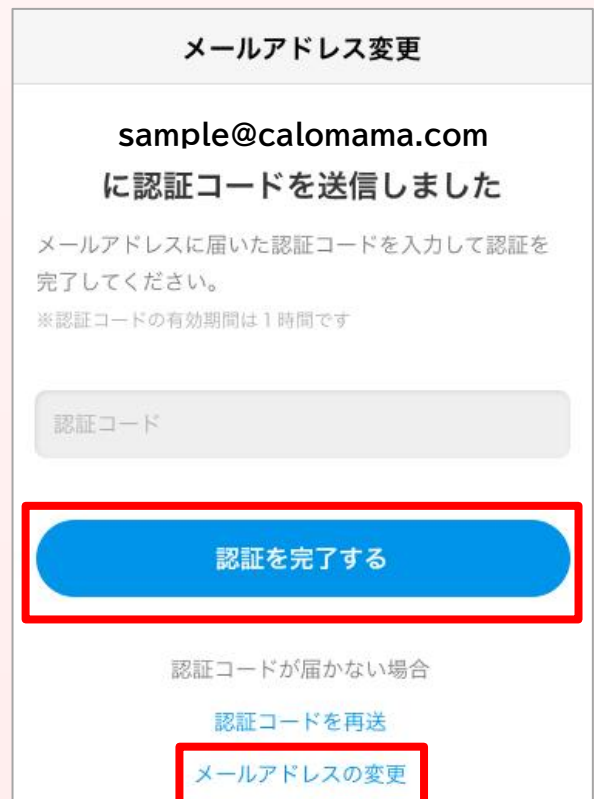 メールアドレス変更
sample@calomama.com
に認証コードを送信しました
メールアドレスに届いた認証コードを入力して認証を
完了してください。
※認証コードの有効期間は１時間です
認証コード
認証を完了する
認証コードが届かない場合
認証コードを再送
メールアドレスの変更